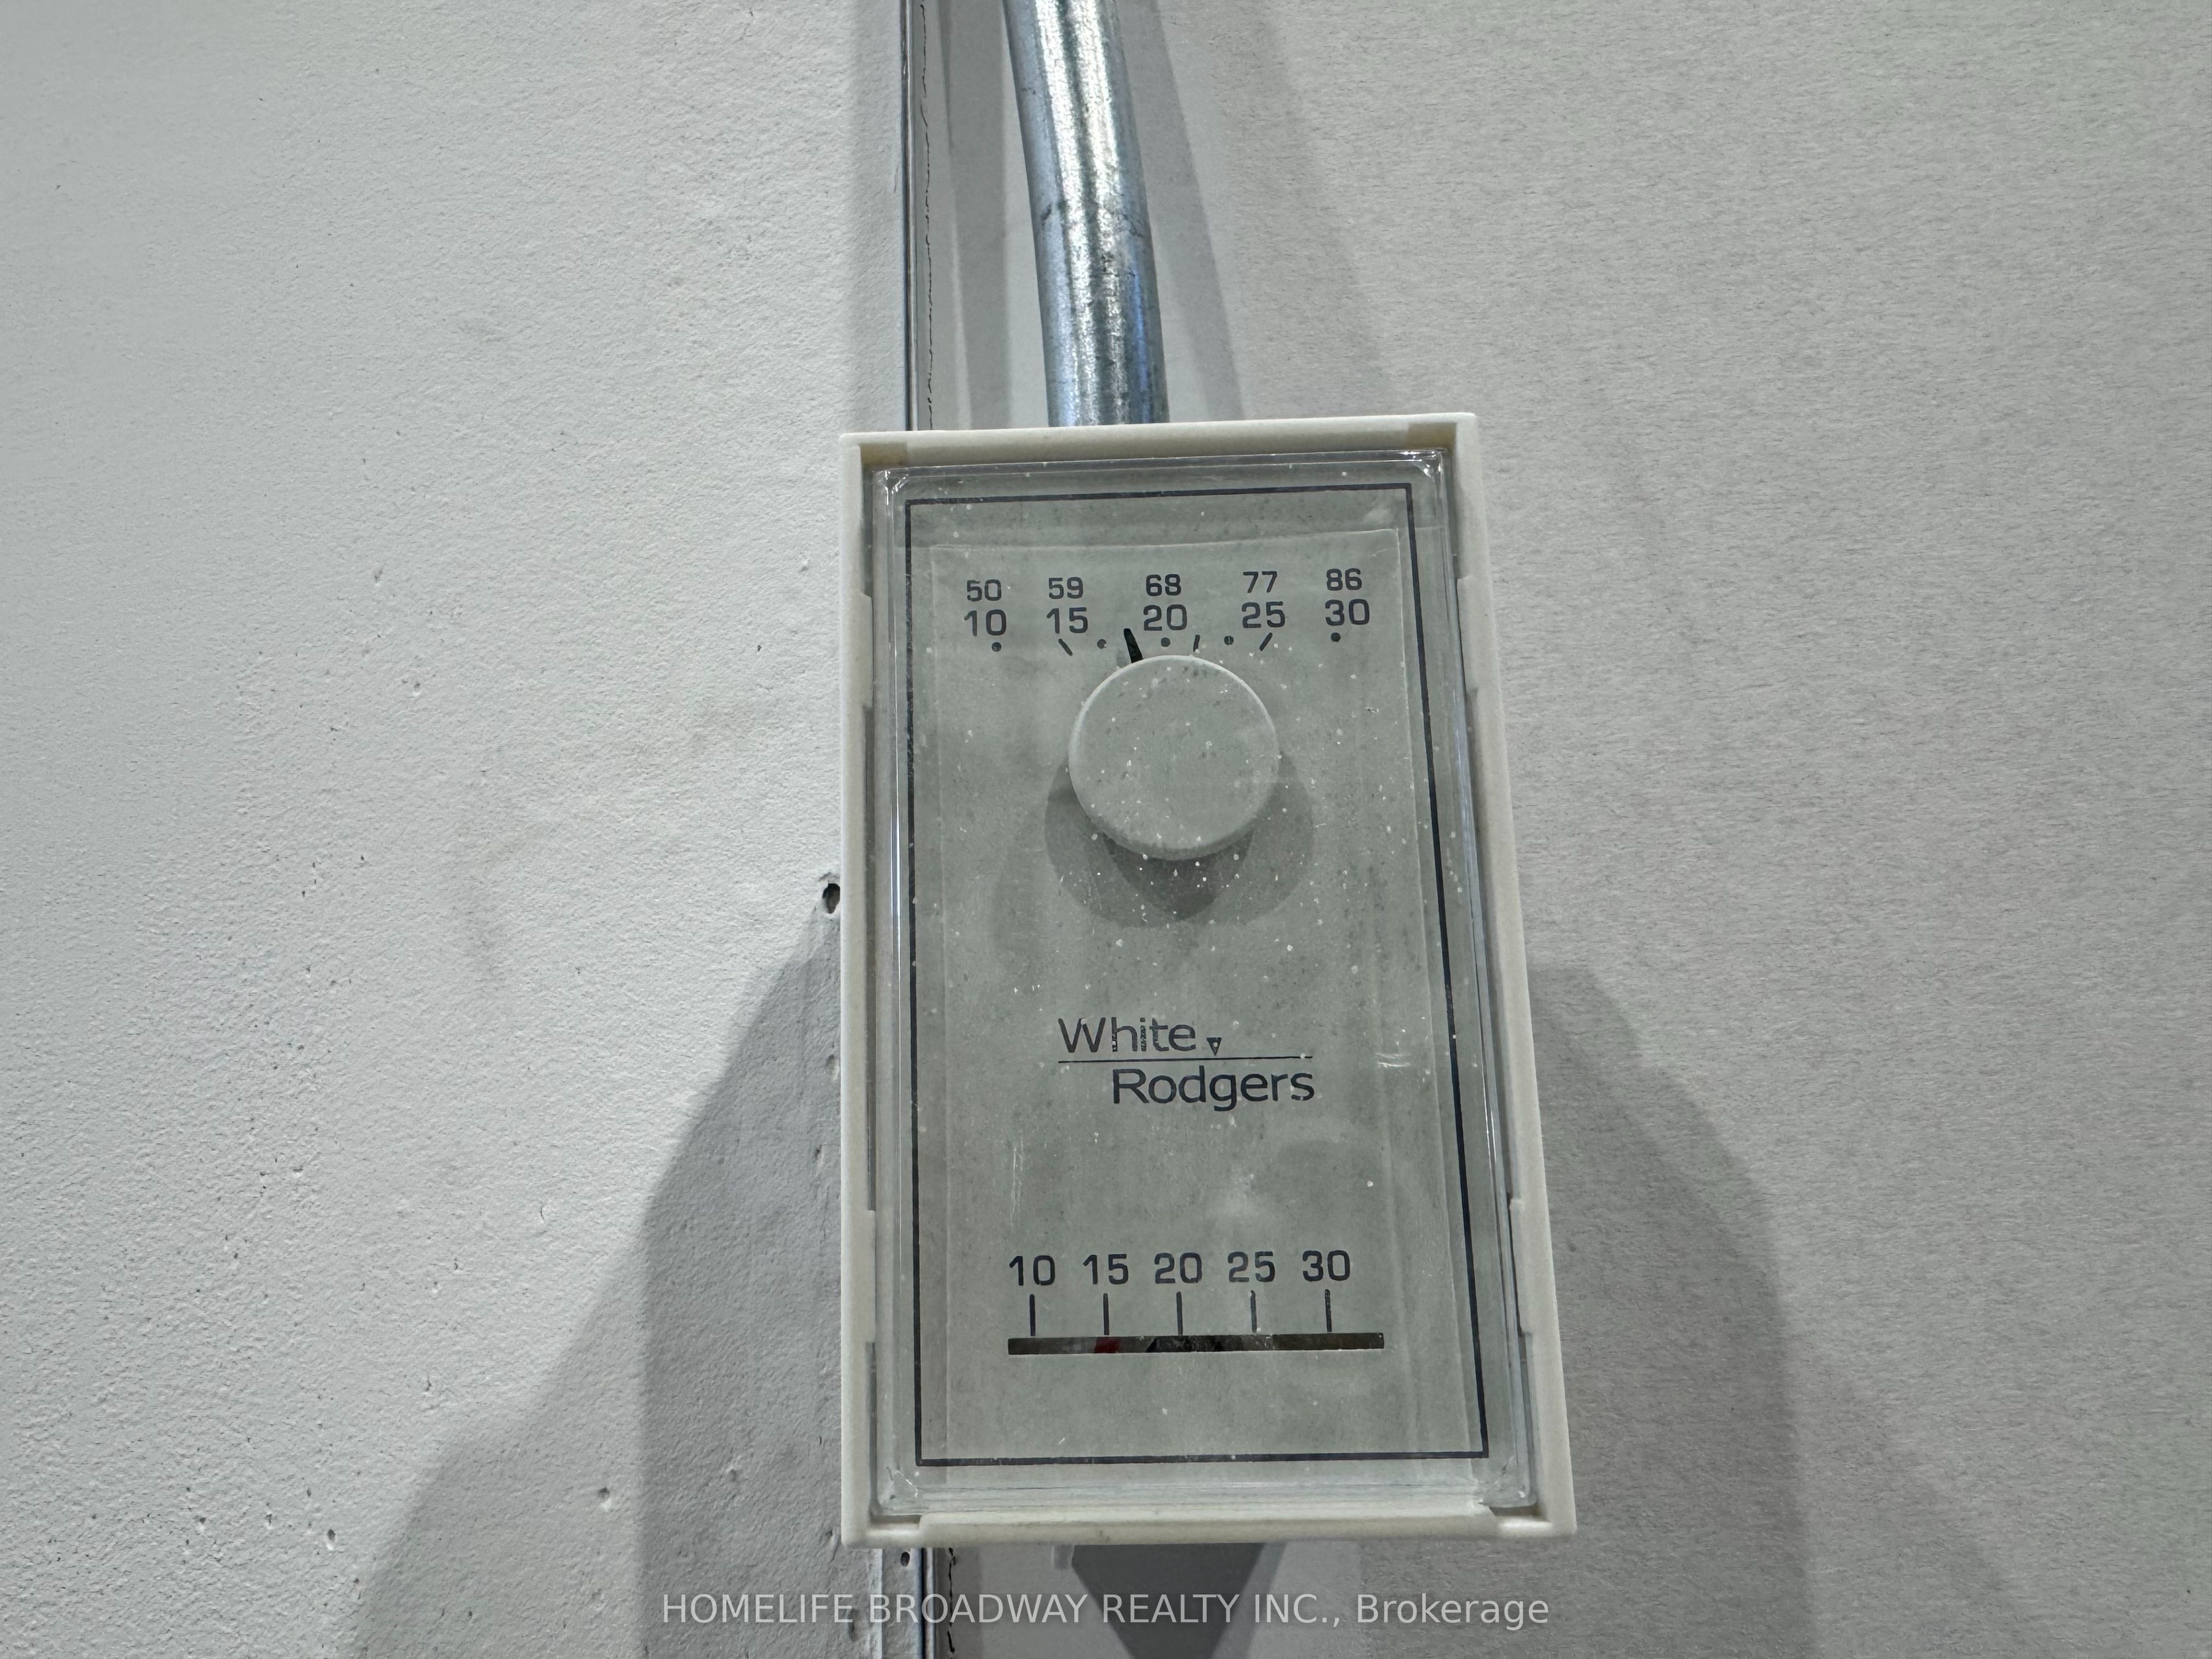 50 59 68 77 86
10 15 20 25 30
White
Rodgers
10 15 20 25 30
HOMELIFE BROADWAY REALTY INC., Brokerage